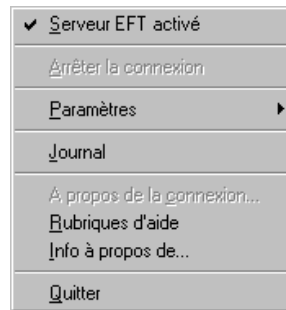 Serveur EFT activé
Arrêter la connexion
Paramètres
Journal
A propos de la connexion...
Rubriques d'aide
Info à propos de...
Quitter